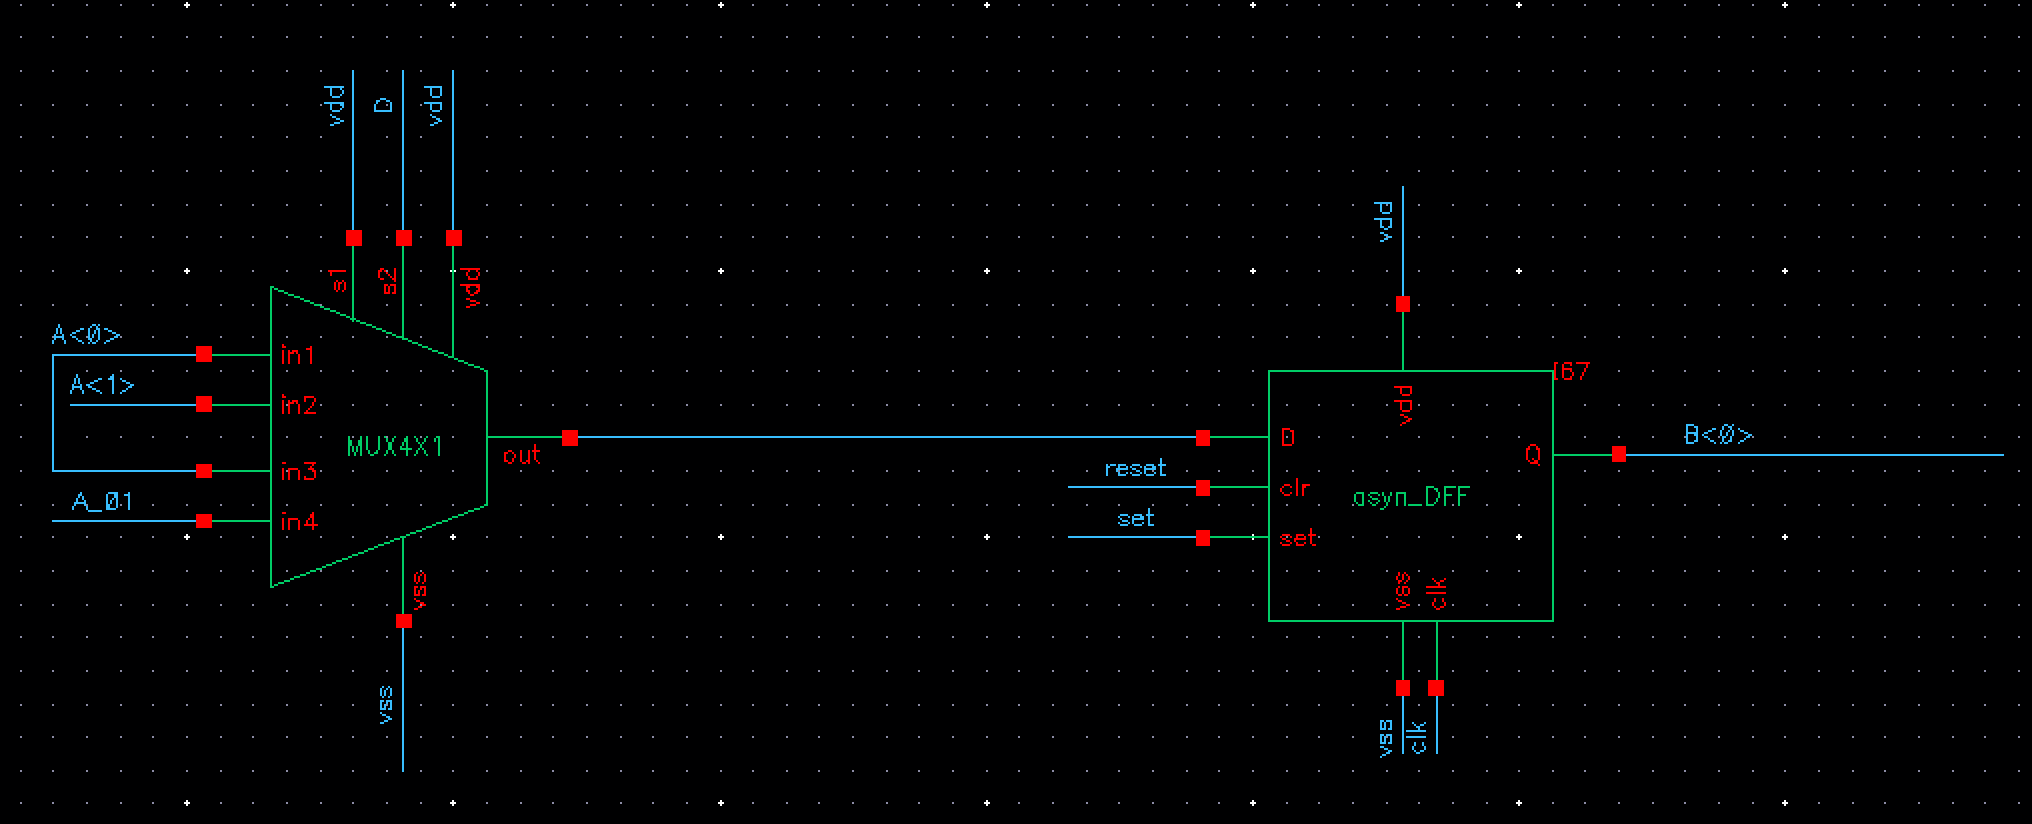 vdd
D
vdd
s1
s2
vdd
A<0>
in1
A<1>
in2
MUX4X1
out
in3
A_01
in4
vss
vss
vdd
I67
vdd
D
reset
clr
set
set
asyn_DFF
Q
B<0>
vss
clk
vss
clk